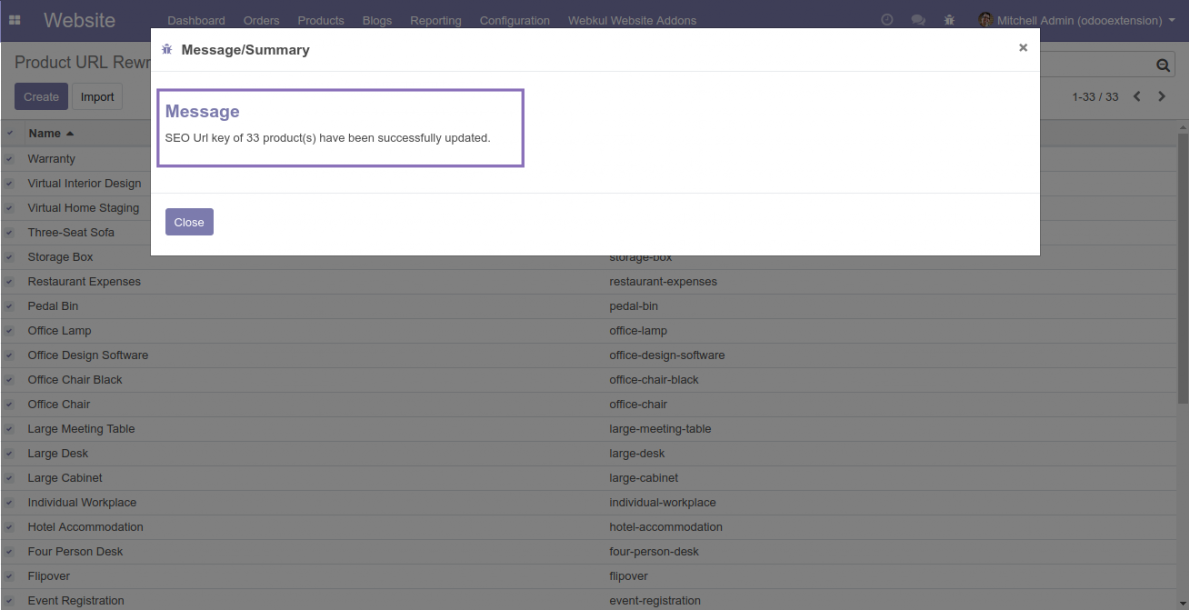 Website Dashboard Orders Products Blogs Reporting Configuration Webkul Website Addons Mitchell Admin (odooextension)
Message/Summary ×
Product URL Rewr
Create Import 1-33 / 33
Message
SEO Url key of 33 product(s) have been successfully updated.
Close
Name
Warranty
Virtual Interior Design
Virtual Home Staging
Three-Seat Sofa
Storage Box storage-box
Restaurant Expenses restaurant-expenses
Pedal Bin pedal-bin
Office Lamp office-lamp
Office Design Software office-design-software
Office Chair Black office-chair-black
Office Chair office-chair
Large Meeting Table large-meeting-table
Large Desk large-desk
Large Cabinet large-cabinet
Individual Workplace individual-workplace
Hotel Accommodation hotel-accommodation
Four Person Desk four-person-desk
Flipover flipover
Event Registration event-registration